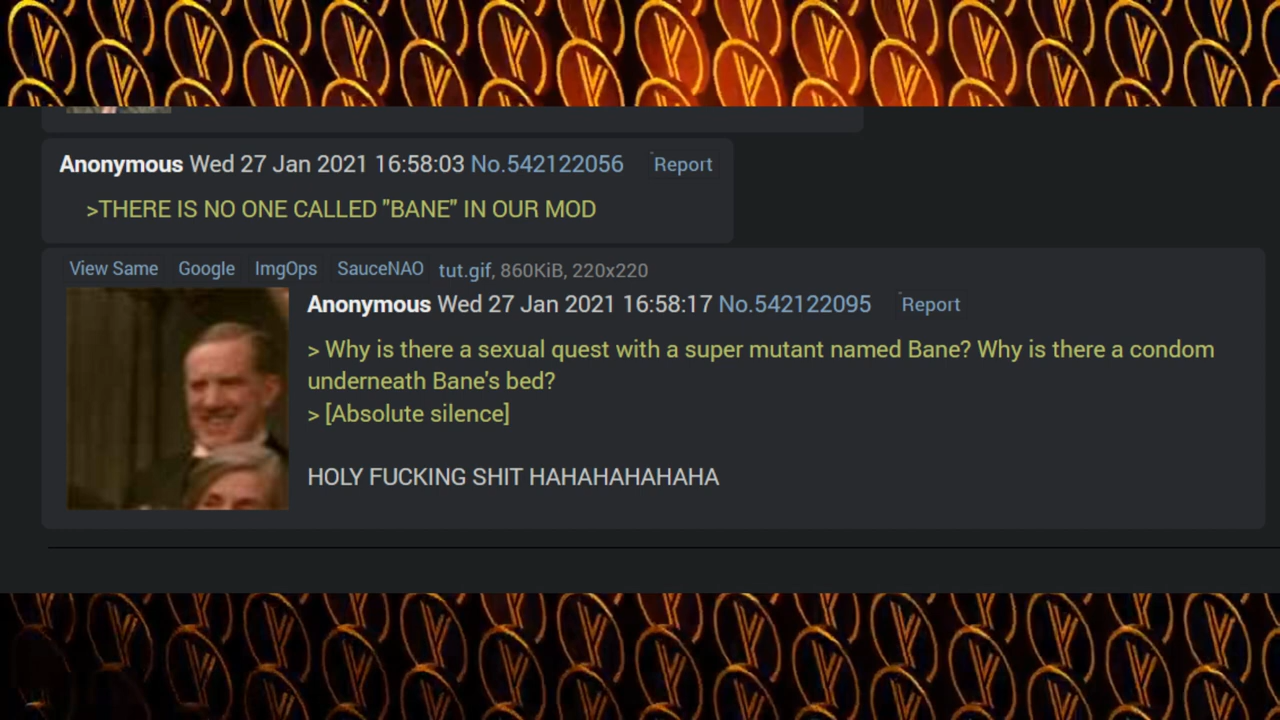 Anonymous Wed 27 Jan 2021 16:58:03 No.542122056 Report
>THERE IS NO ONE CALLED "BANE" IN OUR MOD
View Same Google ImgOps SauceNAO tut.gif, 860KiB, 220x220
Anonymous Wed 27 Jan 2021 16:58:17 No.542122095 Report
> Why is there a sexual quest with a super mutant named Bane? Why is there a condom
underneath Bane's bed?
> [Absolute silence]
HOLY FUCKING SHIT HAHAHAHAHAHA